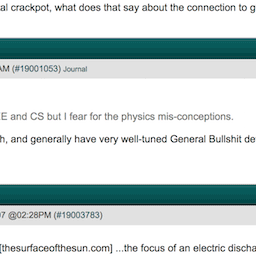 al crackpot, what does that say about the connection to g
AM (#19001053) Journal
E and CS but I fear for the physics mis-conceptions.
h, and generally have very well-tuned General Bullshit de
07 @02:28PM (#19003783)
[thesurfaceofthesun.com] ...the focus of an electric discha